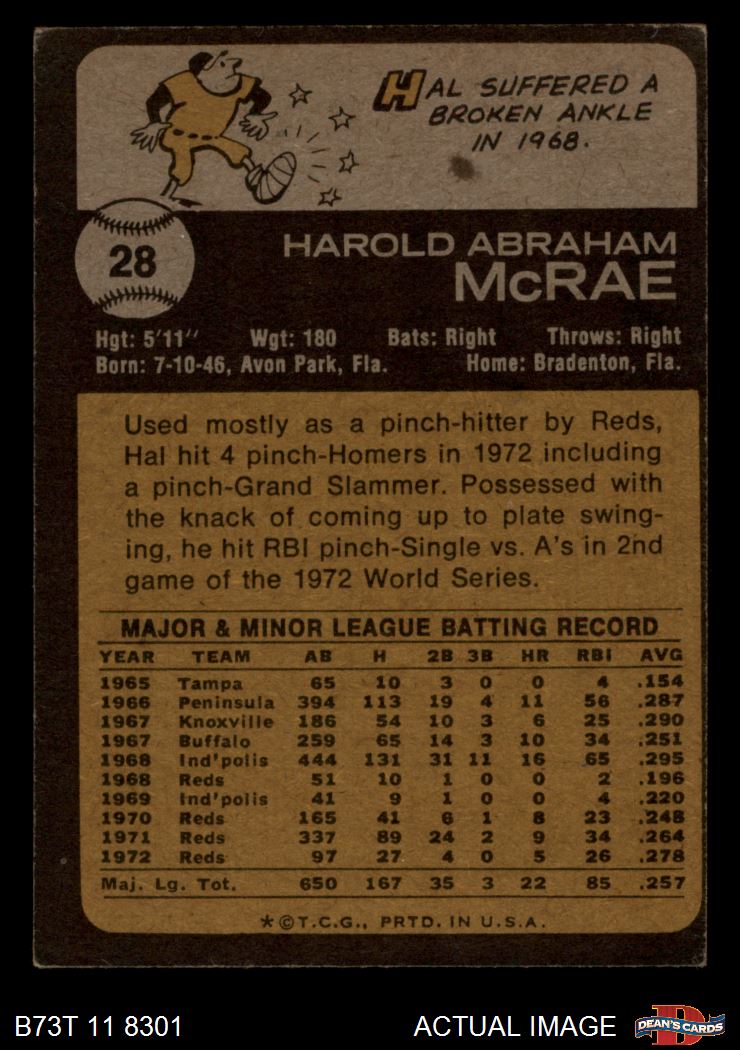 HAL SUFFERED A
BROKEN ANKLE
IN 1968.
28
HAROLD ABRAHAM
McRAE
Hgt: 5'11" Wgt: 180 Bats: Right Throws: Right
Born: 7-10-46, Avon Park, Fla. Home: Bradenton, Fla.
Used mostly as a pinch-hitter by Reds,
Hal hit 4 pinch-Homers in 1972 including
a pinch-Grand Slammer. Possessed with
the knack of coming up to plate swing-
ing, he hit RBI pinch-Single vs. A's in 2nd
game of the 1972 World Series.
MAJOR & MINOR LEAGUE BATTING RECORD
YEAR TEAM AB H 2B 3B HR RBI AVG
1965 Tampa 65 10 3 0 0 4 .154
1966 Peninsula 394 113 19 4 11 56 .287
1967 Knoxville 186 54 10 3 6 25 .290
1967 Buffalo 259 65 14 3 10 34 .251
1968 Ind'polis 444 131 31 11 16 65 .295
1968 Reds 51 10 1 0 0 2 .196
1969 Ind'polis 41 9 1 0 0 4 .220
1970 Reds 165 41 6 1 8 23 .248
1971 Reds 337 89 24 2 9 34 .264
1972 Reds 97 27 4 0 5 26 .278
Maj. Lg. Tot. 650 167 35 3 22 85 .257
*©T.C.G., PRTD. IN U.S.A.
B73T 11 8301 ACTUAL IMAGE D DEAN'S CARDS